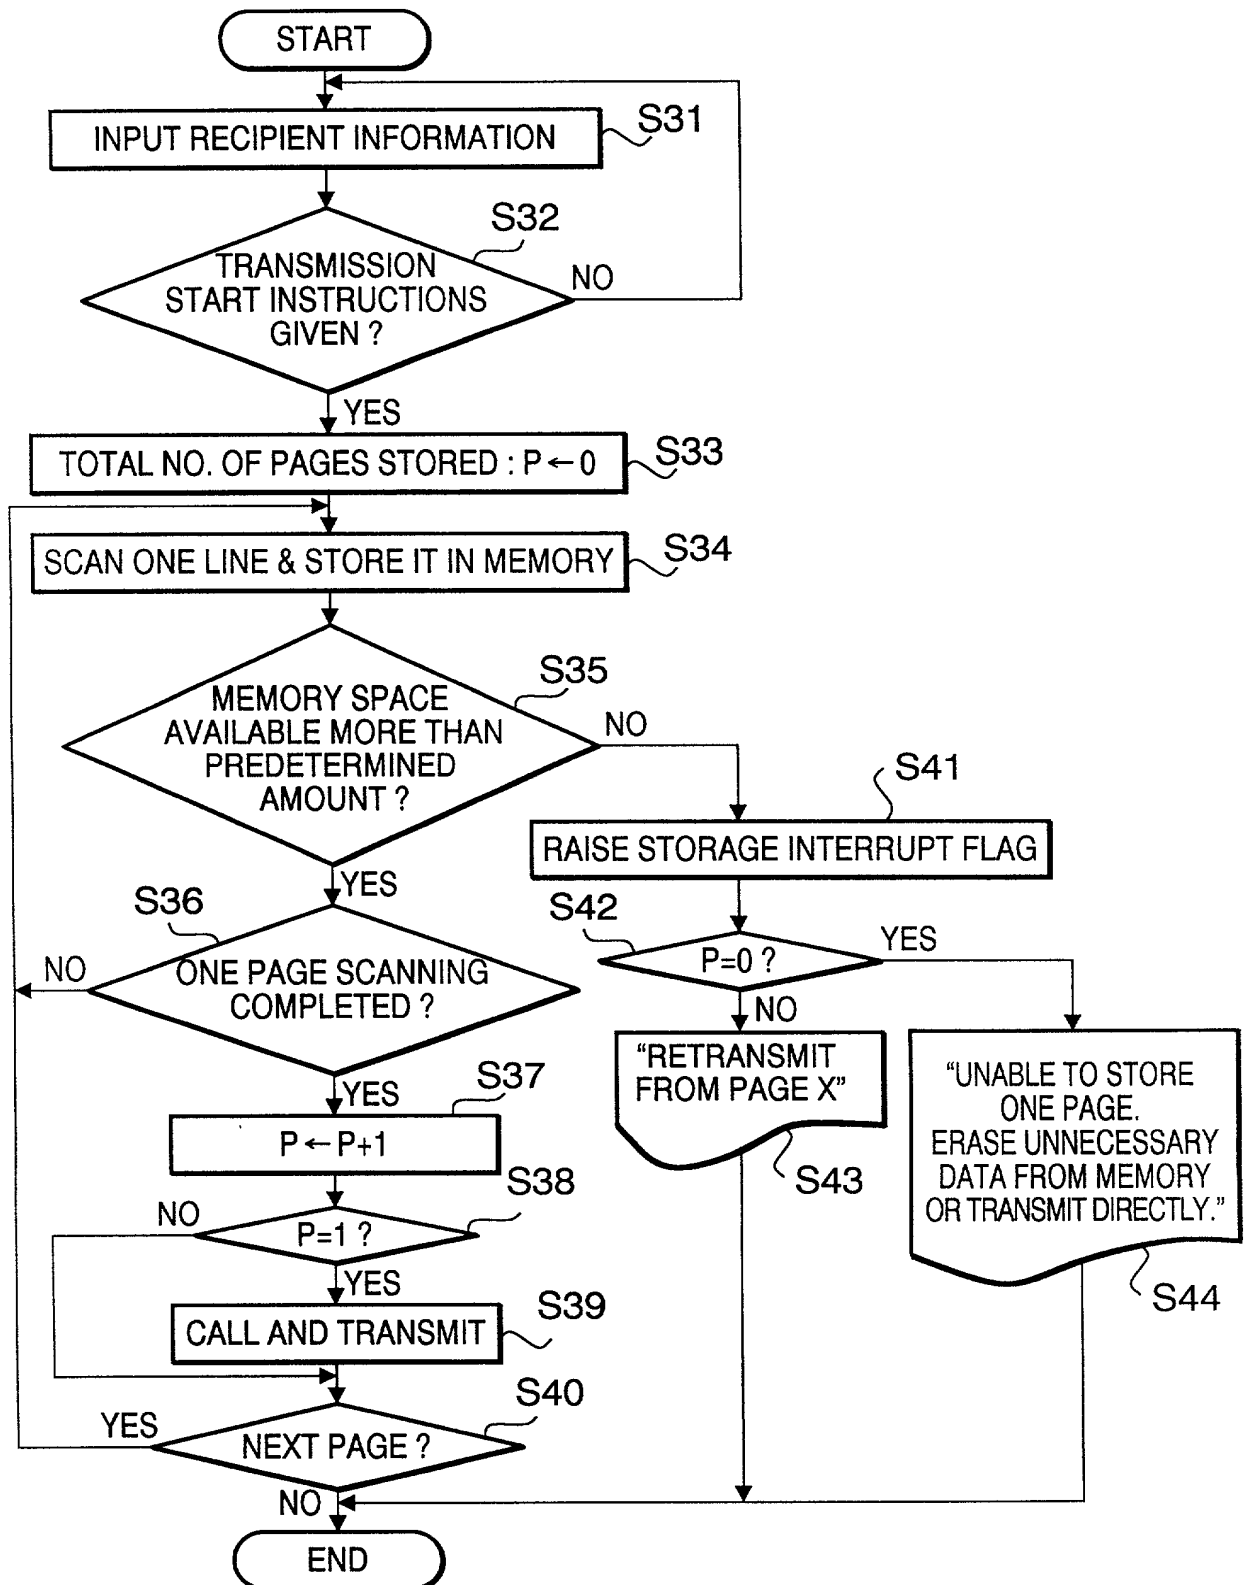 START
INPUT RECIPIENT INFORMATION
S31
S32
TRANSMISSION
START INSTRUCTIONS
GIVEN ?
NO
YES
TOTAL NO. OF PAGES STORED : P ← 0
S33
SCAN ONE LINE & STORE IT IN MEMORY
S34
S35
MEMORY SPACE
AVAILABLE MORE THAN
PREDETERMINED
AMOUNT ?
NO
YES
S41
RAISE STORAGE INTERRUPT FLAG
S36
ONE PAGE SCANNING
COMPLETED ?
NO
YES
S42
P=0 ?
YES
NO
"RETRANSMIT
FROM PAGE X"
S43
"UNABLE TO STORE
ONE PAGE.
ERASE UNNECESSARY
DATA FROM MEMORY
OR TRANSMIT DIRECTLY."
S44
S37
P ← P+1
S38
P=1 ?
NO
YES
CALL AND TRANSMIT
S39
S40
NEXT PAGE ?
YES
NO
END